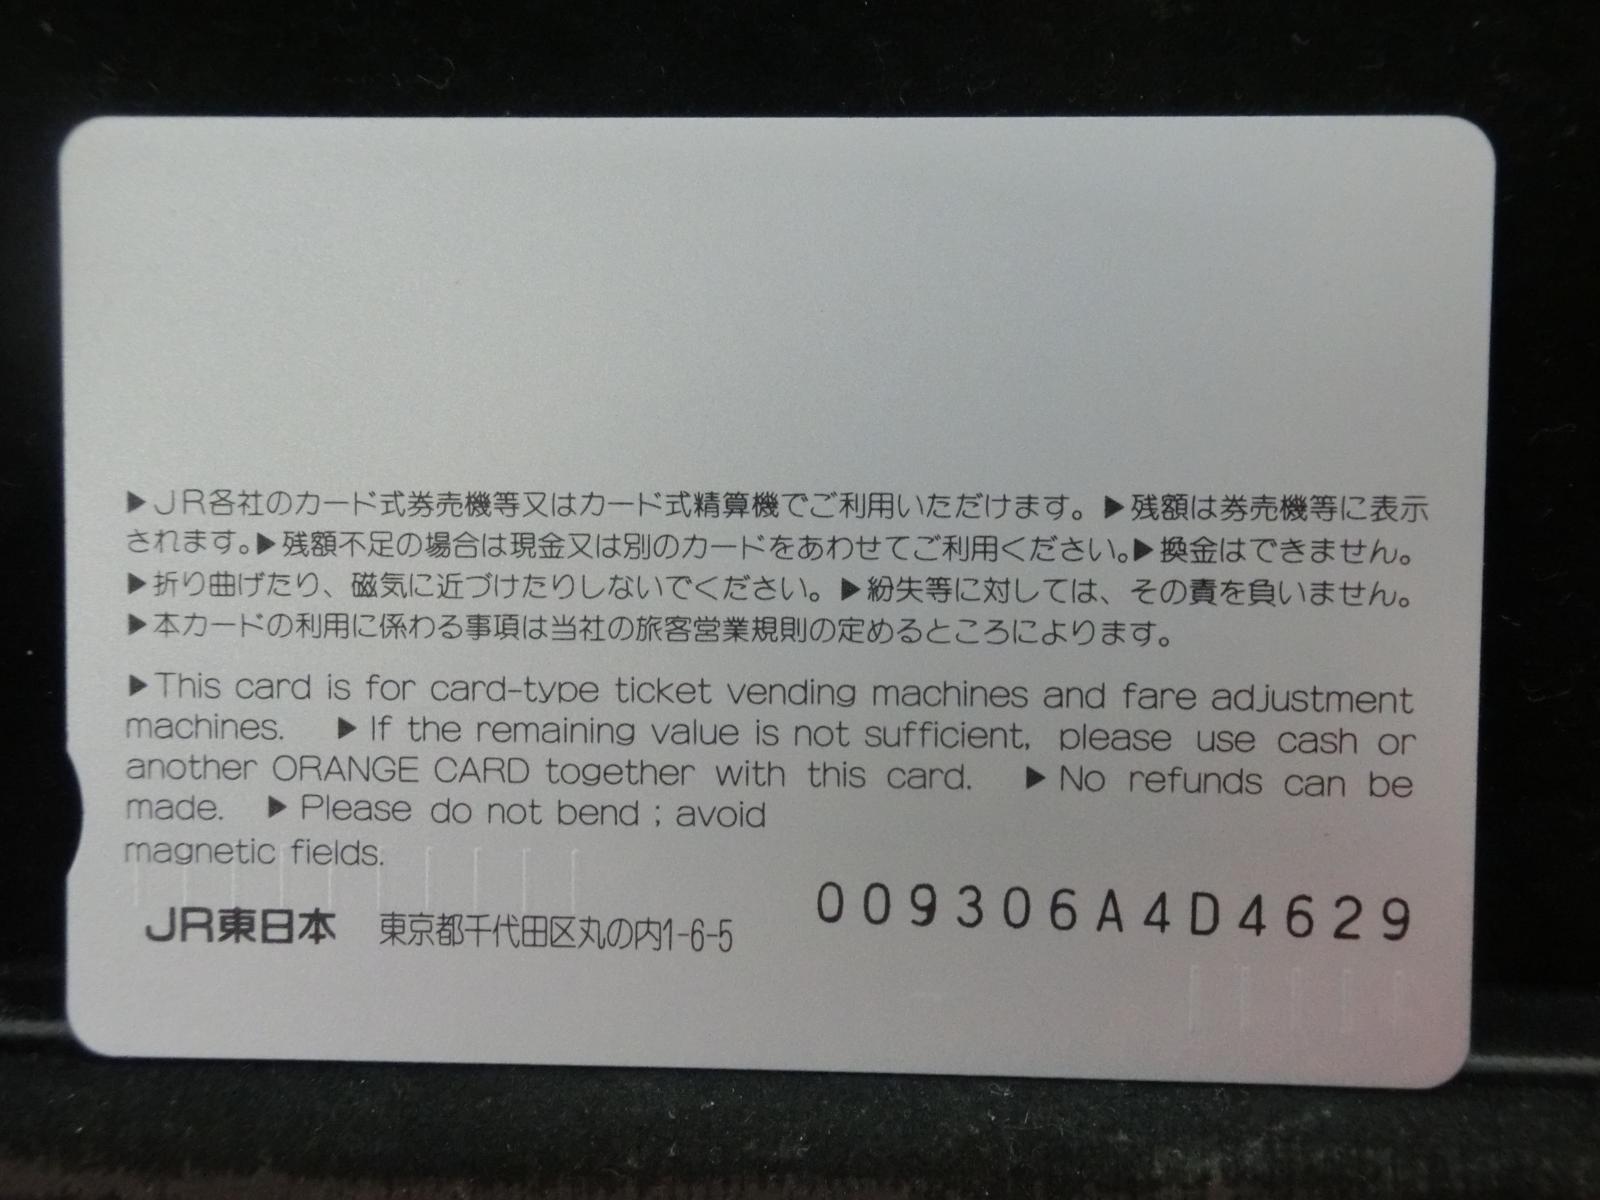 ▶JR各社のカード式券売機等又はカード式精算機でご利用いただけます。▶残額は券売機等に表示
されます。▶残額不足の場合は現金又は別のカードをあわせてご利用ください。▶換金はできません。
▶折り曲げたり、磁気に近づけたりしないでください。▶紛失等に対しては、その責を負いません。
▶本カードの利用に係わる事項は当社の旅客営業規則の定めるところによります。
▶This card is for card-type ticket vending machines and fare adjustment
machines. ▶If the remaining value is not sufficient, please use cash or
another ORANGE CARD together with this card. ▶No refunds can be
made. ▶Please do not bend ; avoid
magnetic fields.
JR東日本 東京都千代田区丸の内1-6-5
009306A4D4629